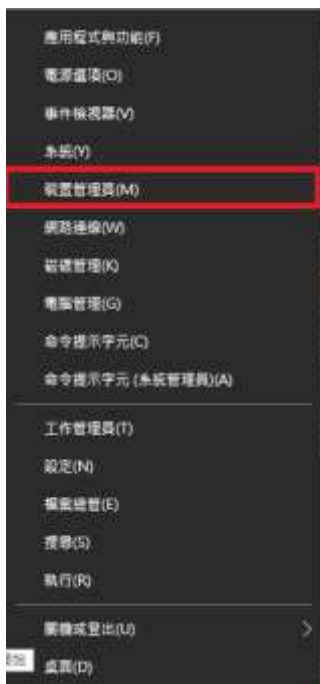 應用程式與功能(F)
電源選項(O)
事件檢視器(V)
系統(Y)
裝置管理員(M)
網路連線(W)
磁碟管理(K)
電腦管理(G)
命令提示字元(C)
命令提示字元 (系統管理員)(A)
工作管理員(T)
設定(N)
檔案總管(E)
搜尋(S)
執行(R)
關機或登出(U)
桌面(D)